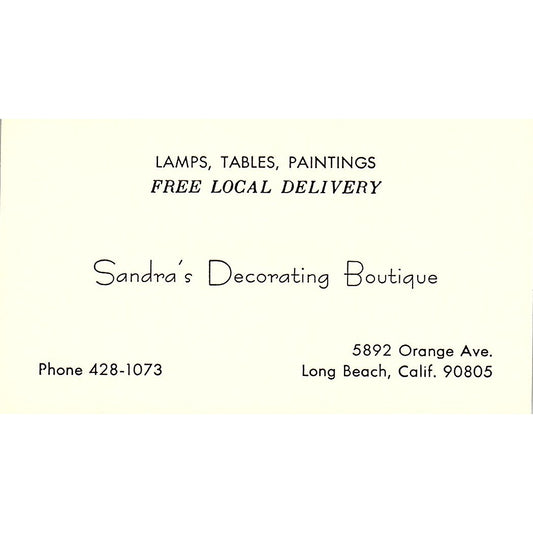 LAMPS, TABLES, PAINTINGS
FREE LOCAL DELIVERY
Sandra's Decorating Boutique
5892 Orange Ave.
Phone 428-1073
Long Beach, Calif. 90805